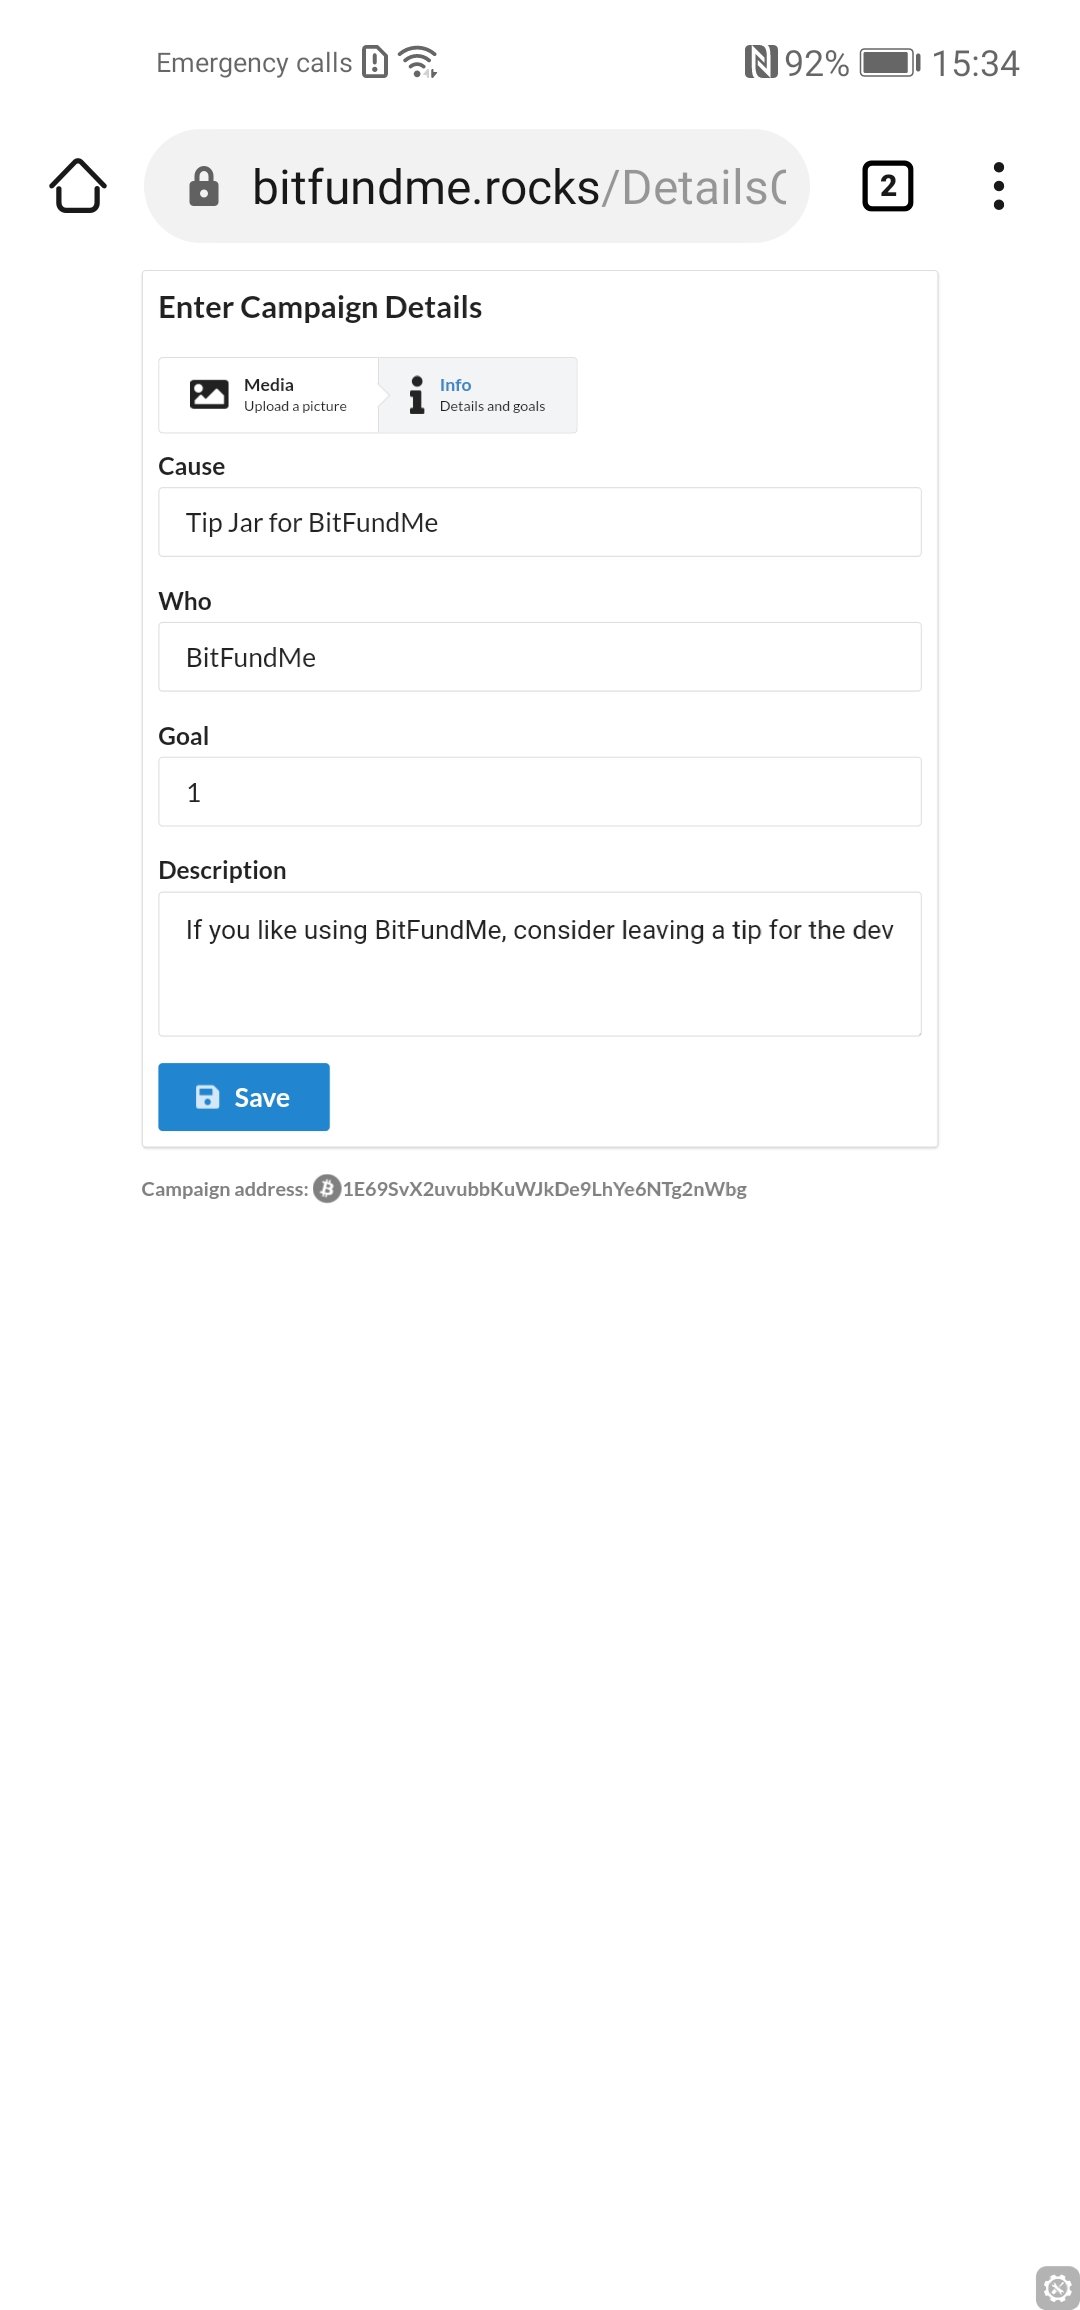 Emergency calls 92% 15:34
bitfundme.rocks/Details 2
Enter Campaign Details
Media
Upload a picture
Info
Details and goals
Cause
Tip Jar for BitFundMe
Who
BitFundMe
Goal
1
Description
If you like using BitFundMe, consider leaving a tip for the dev
Save
Campaign address: 1E69SvX2uvubbKuWJkDe9LhYe6NTg2nWbg